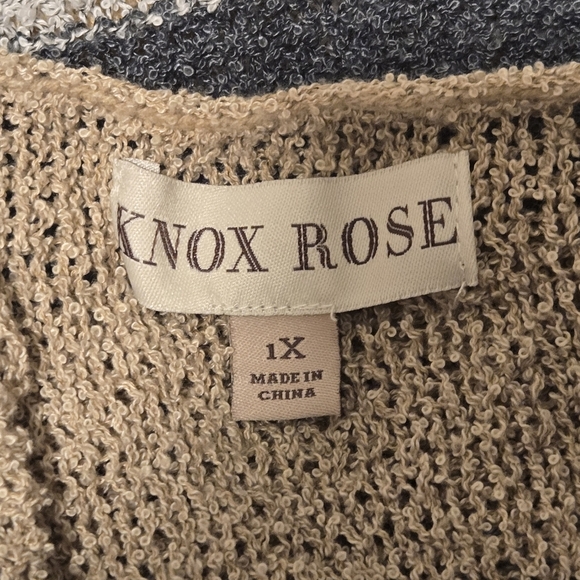 KNOX ROSE
1X
MADE IN
CHINA